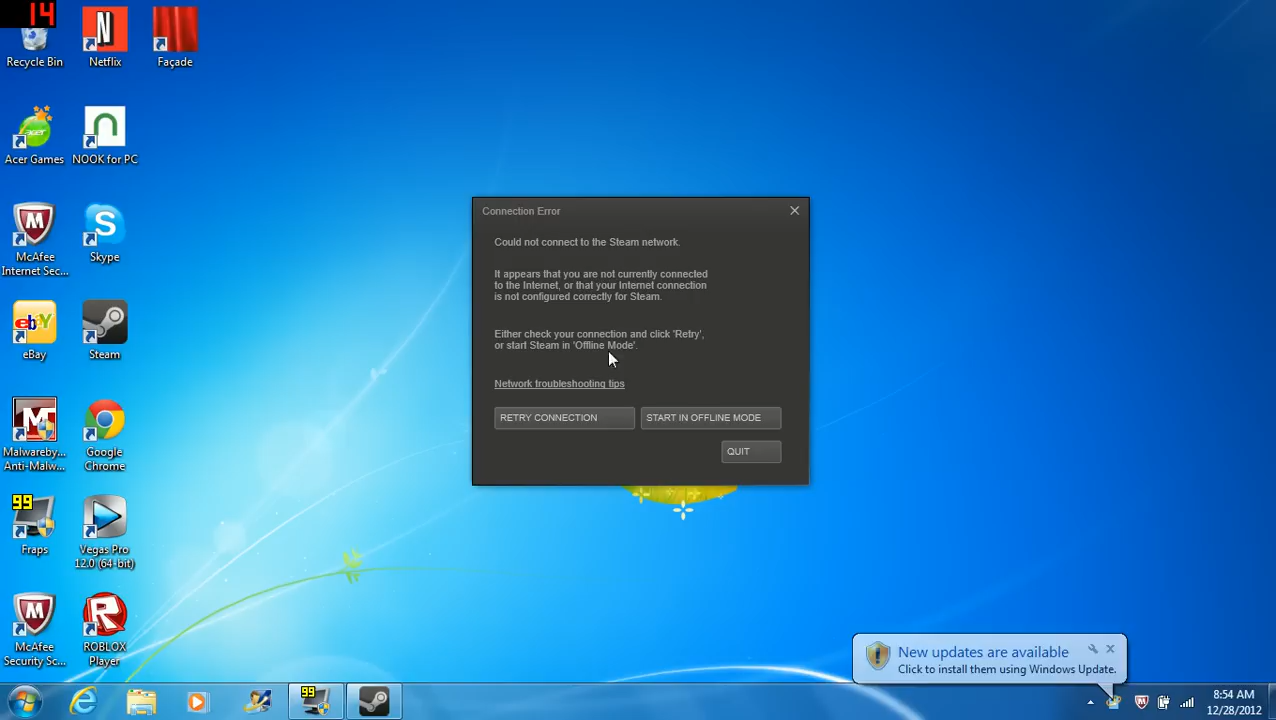 14
Recycle Bin
Netflix
Façade
acer
Acer Games
NOOK for PC
McAfee
Internet Sec...
Skype
ebay
eBay
Steam
Malwareby...
Anti-Malw...
Google
Chrome
99
Fraps
Vegas Pro
12.0 (64-bit)
McAfee
Security Sc...
ROBLOX
Player
Connection Error
Could not connect to the Steam network.
It appears that you are not currently connected
to the Internet, or that your Internet connection
is not configured correctly for Steam.
Either check your connection and click 'Retry',
or start Steam in 'Offline Mode'.
Network troubleshooting tips
RETRY CONNECTION
START IN OFFLINE MODE
QUIT
New updates are available
Click to install them using Windows Update.
99
8:54 AM
12/28/2012